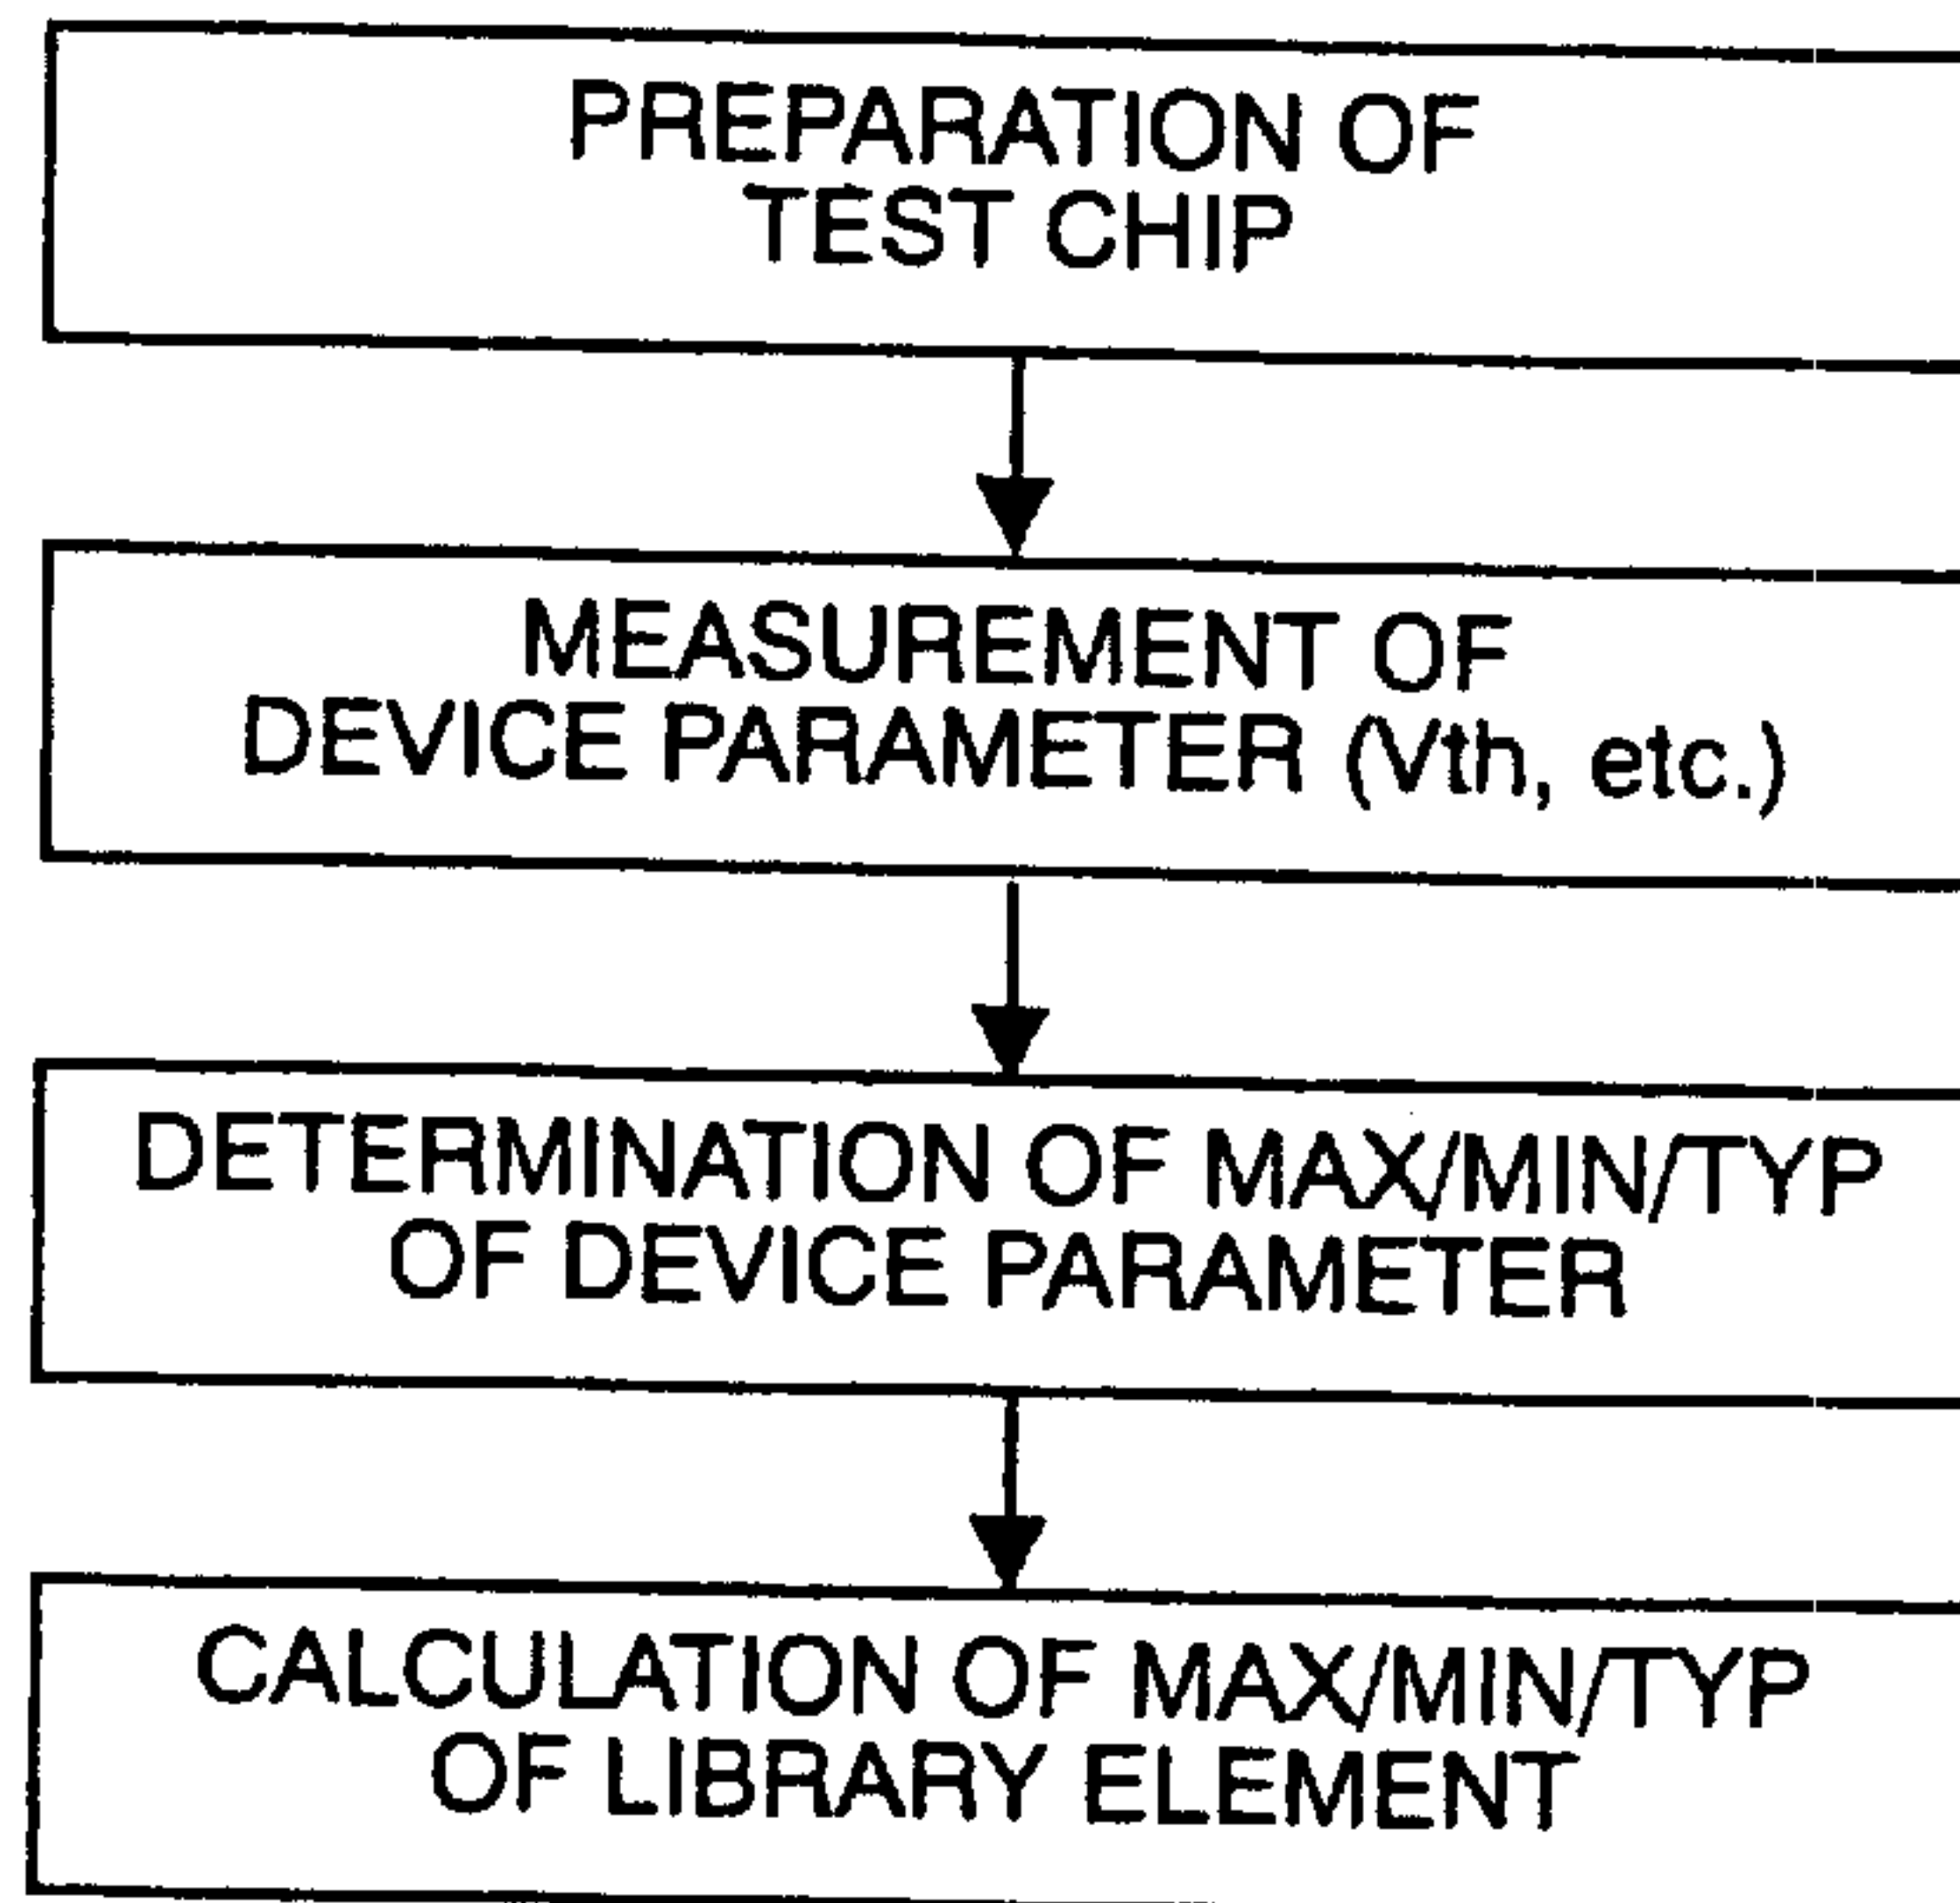 PREPARATION OF
TEST CHIP
MEASUREMENT OF
DEVICE PARAMETER (Vth, etc.)
DETERMINATION OF MAX/MIN/TYP
OF DEVICE PARAMETER
CALCULATION OF MAX/MIN/TYP
OF LIBRARY ELEMENT